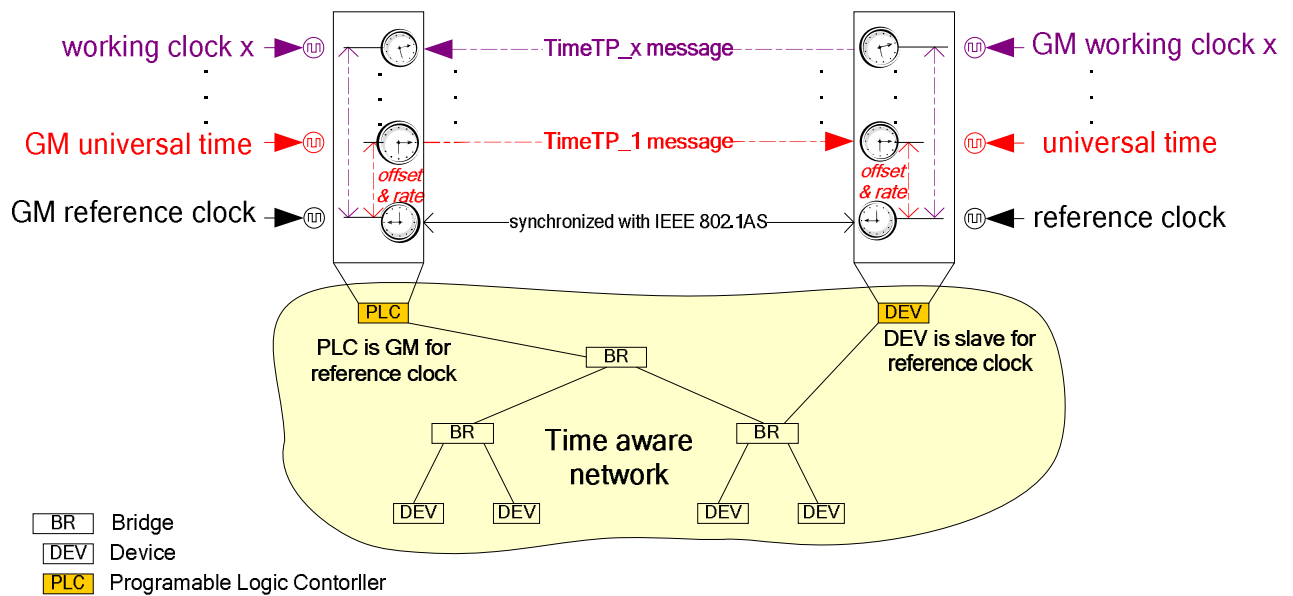 working clock x
TimeTP_x message
GM working clock x
GM universal time
TimeTP_1 message
universal time
offset
& rate
offset
& rate
GM reference clock
synchronized with IEEE 802.1AS
reference clock
PLC
DEV
PLC is GM for
reference clock
DEV is slave for
reference clock
BR
BR
BR
Time aware
network
DEV
DEV
DEV
DEV
BR Bridge
DEV Device
PLC Programable Logic Contorller